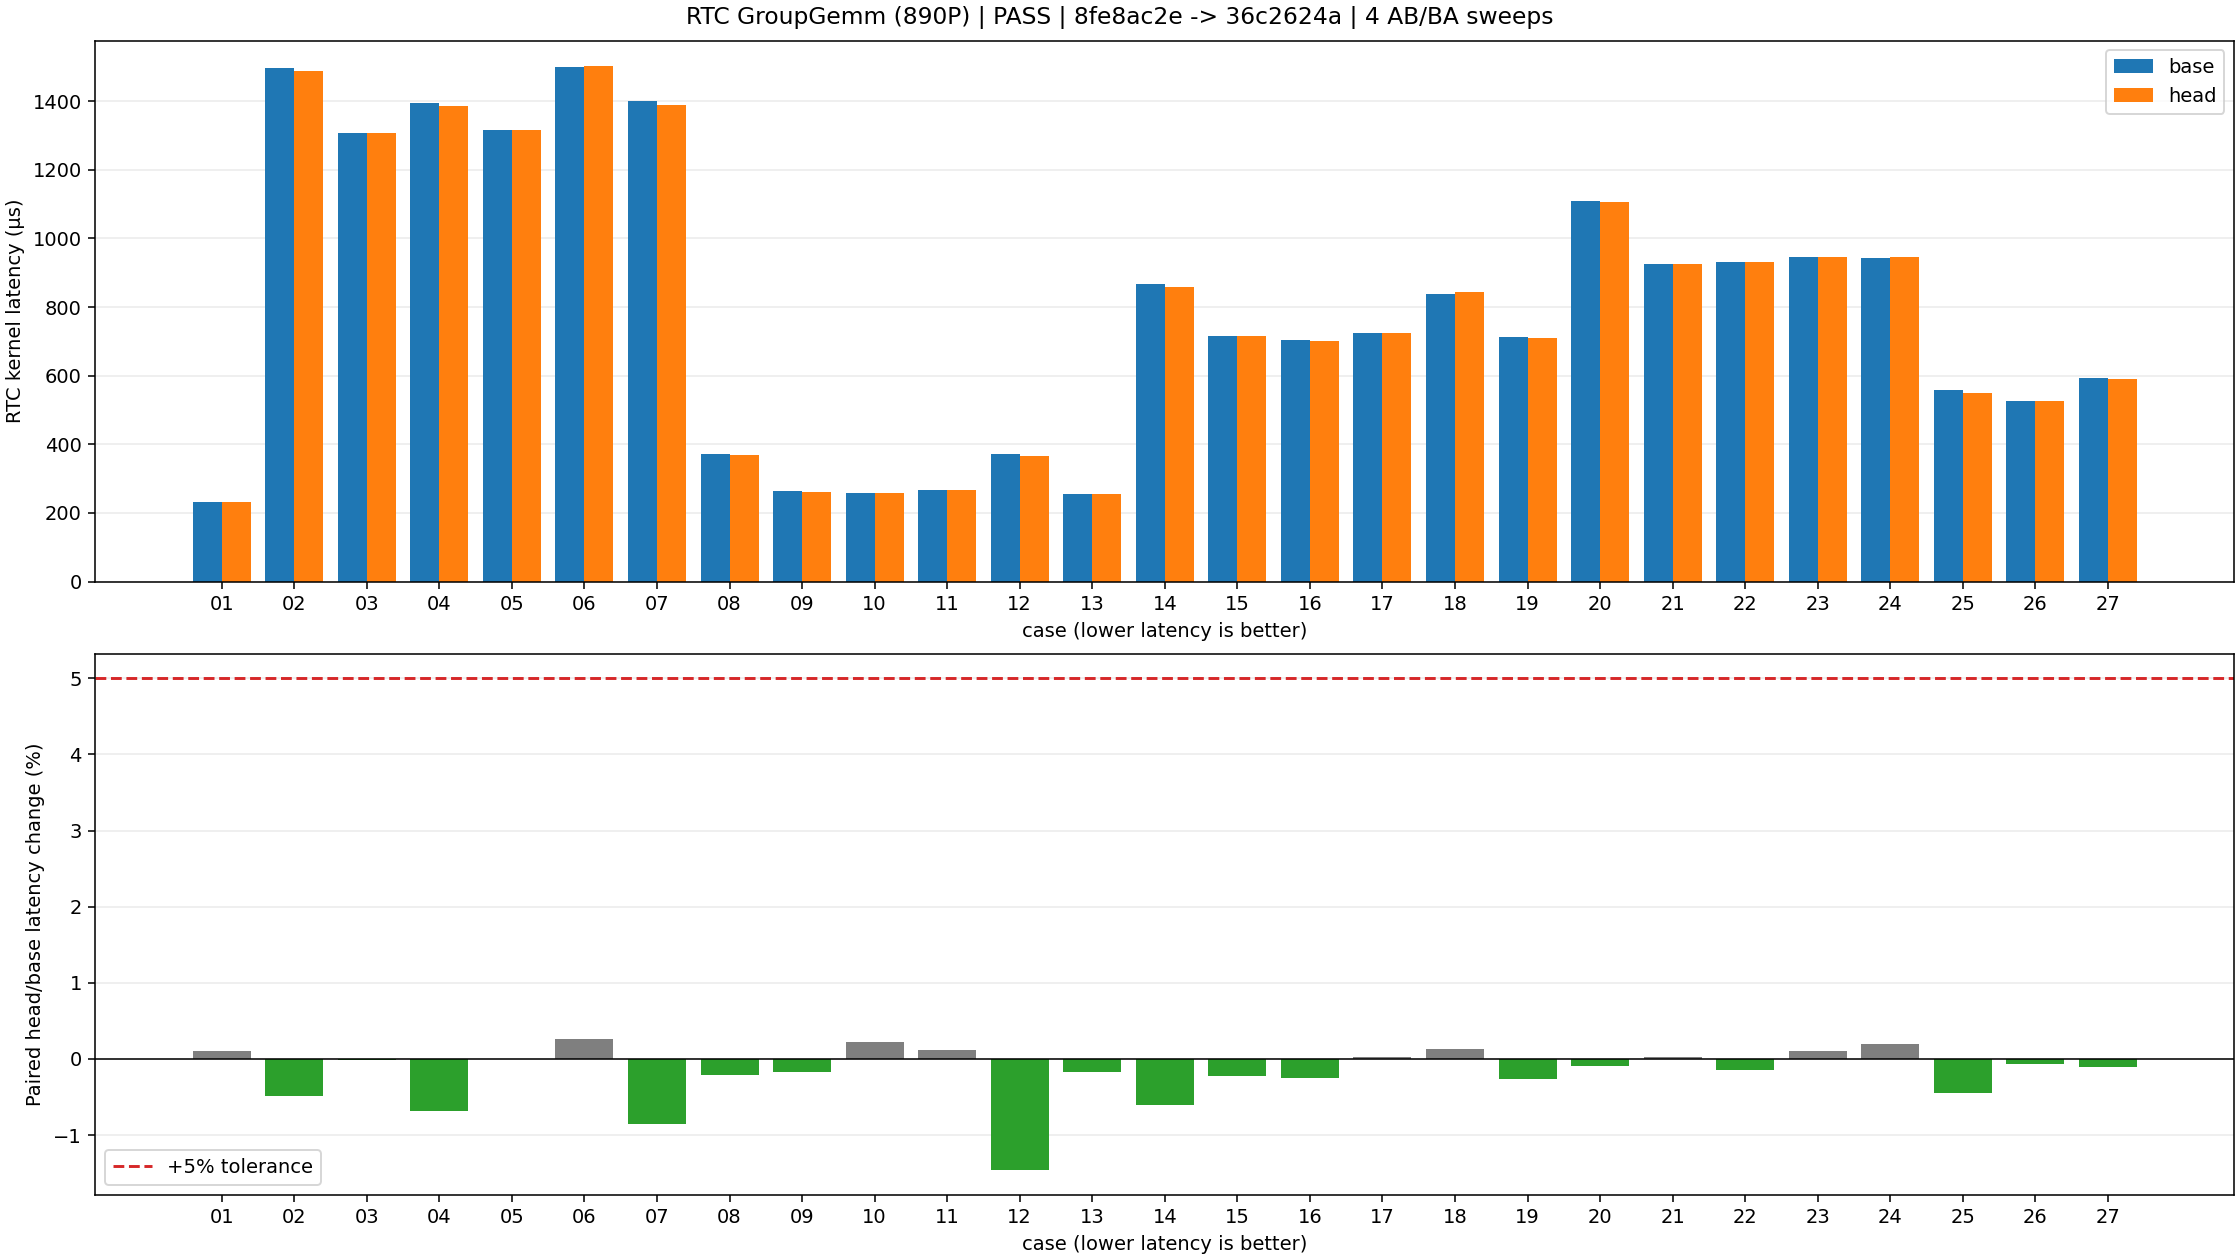 RTC GroupGemm (890P) | PASS | 8fe8ac2e -> 36c2624a | 4 AB/BA sweeps
RTC kernel latency (µs)
1400
1200
1000
800
600
400
200
0
base
head
01 02 03 04 05 06 07 08 09 10 11 12 13 14 15 16 17 18 19 20 21 22 23 24 25 26 27
case (lower latency is better)
Paired head/base latency change (%)
5
4
3
2
1
0
−1
+5% tolerance
01 02 03 04 05 06 07 08 09 10 11 12 13 14 15 16 17 18 19 20 21 22 23 24 25 26 27
case (lower latency is better)